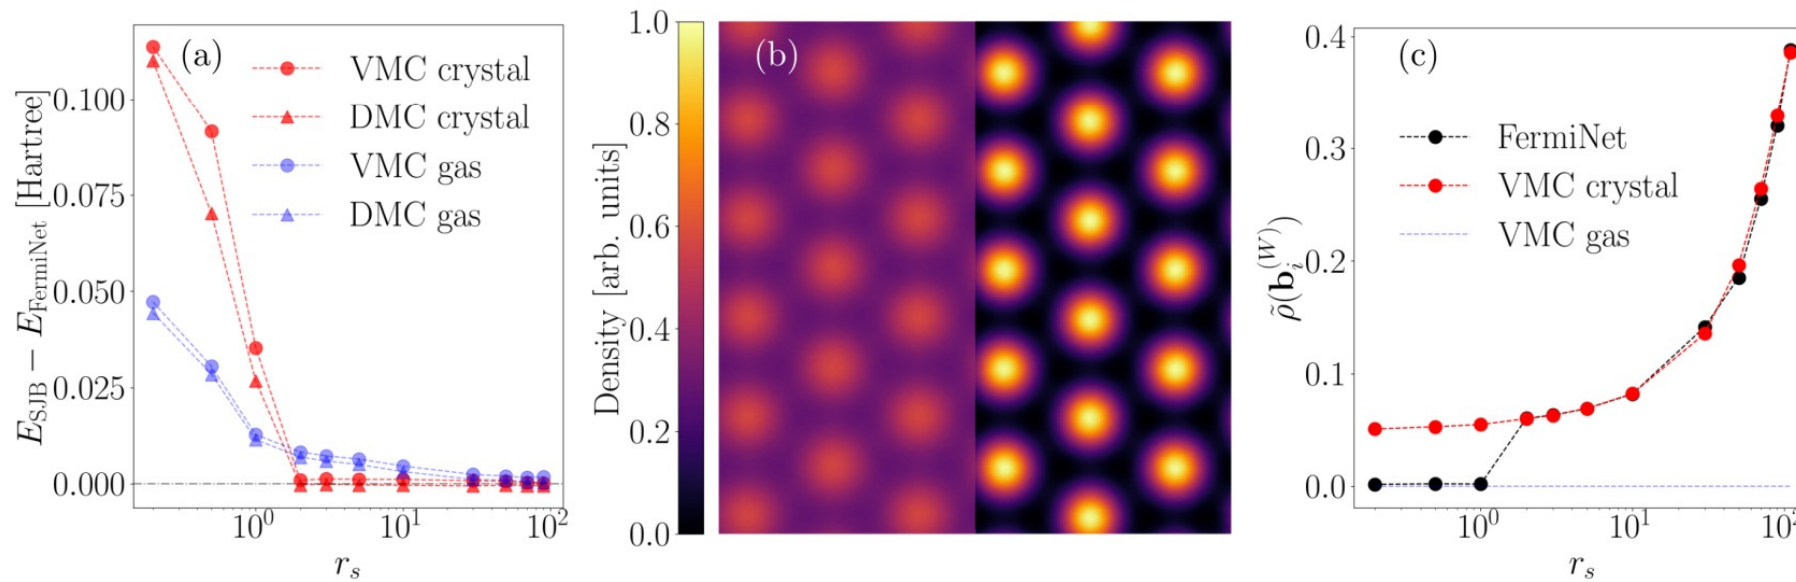 (a)
VMC crystal
DMC crystal
VMC gas
DMC gas
E_SJB − E_FermiNet [Hartree]
0.100
0.075
0.050
0.025
0.000
10^0
10^1
10^2
r_s
Density [arb. units]
1.0
0.8
0.6
0.4
0.2
0.0
(b)
(c)
FermiNet
VMC crystal
VMC gas
ρ̃(b_i^(W))
0.4
0.3
0.2
0.1
0.0
10^0
10^1
10^2
r_s